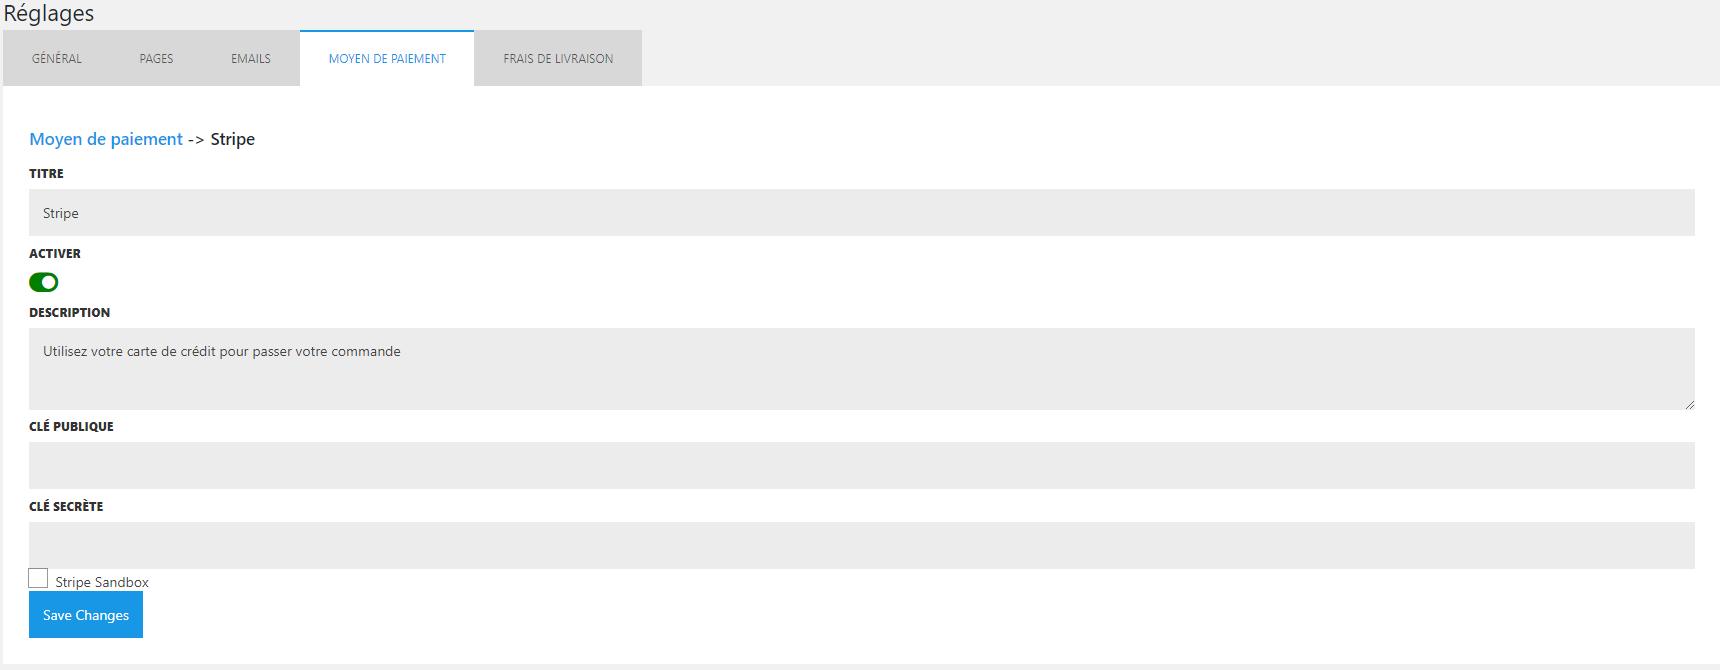 Réglages
GÉNÉRAL PAGES EMAILS MOYEN DE PAIEMENT FRAIS DE LIVRAISON
Moyen de paiement -> Stripe
TITRE
Stripe
ACTIVER
DESCRIPTION
Utilisez votre carte de crédit pour passer votre commande
CLÉ PUBLIQUE
CLÉ SECRÈTE
Stripe Sandbox
Save Changes